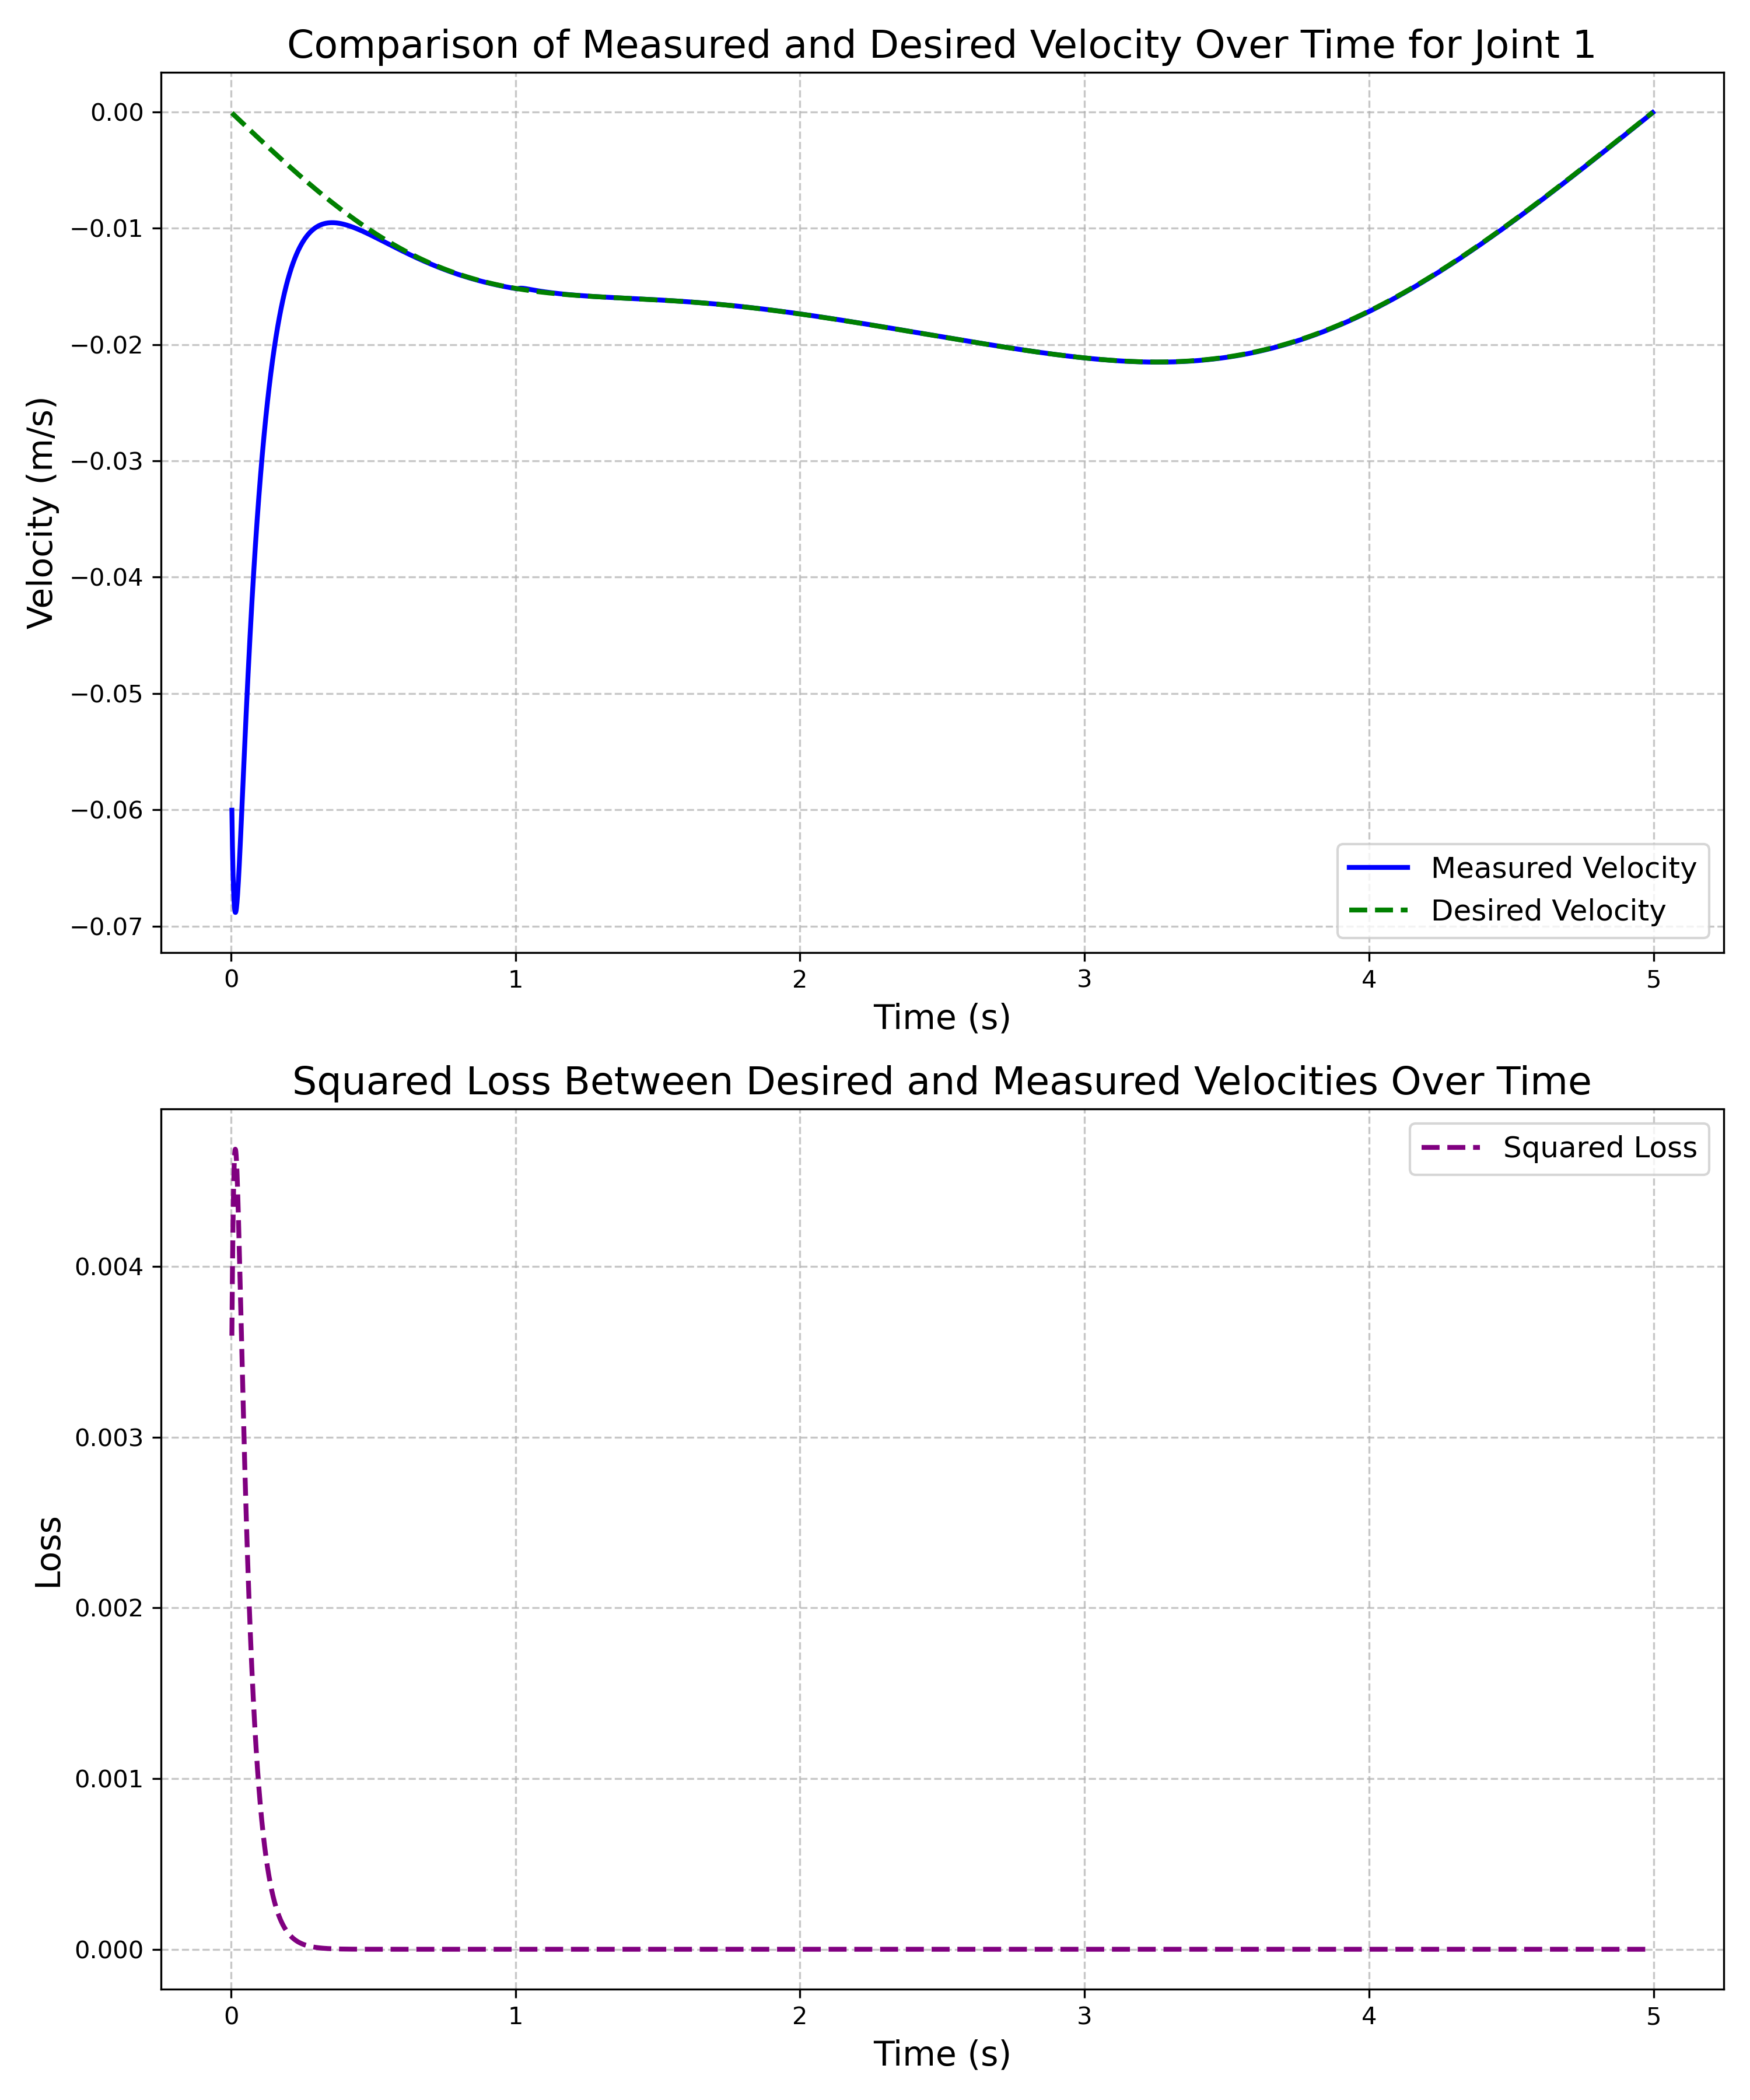 Comparison of Measured and Desired Velocity Over Time for Joint 1
Velocity (m/s)
0.00
−0.01
−0.02
−0.03
−0.04
−0.05
−0.06
−0.07
Measured Velocity
Desired Velocity
0 1 2 3 4 5
Time (s)
Squared Loss Between Desired and Measured Velocities Over Time
Squared Loss
Loss
0.004
0.003
0.002
0.001
0.000
0 1 2 3 4 5
Time (s)